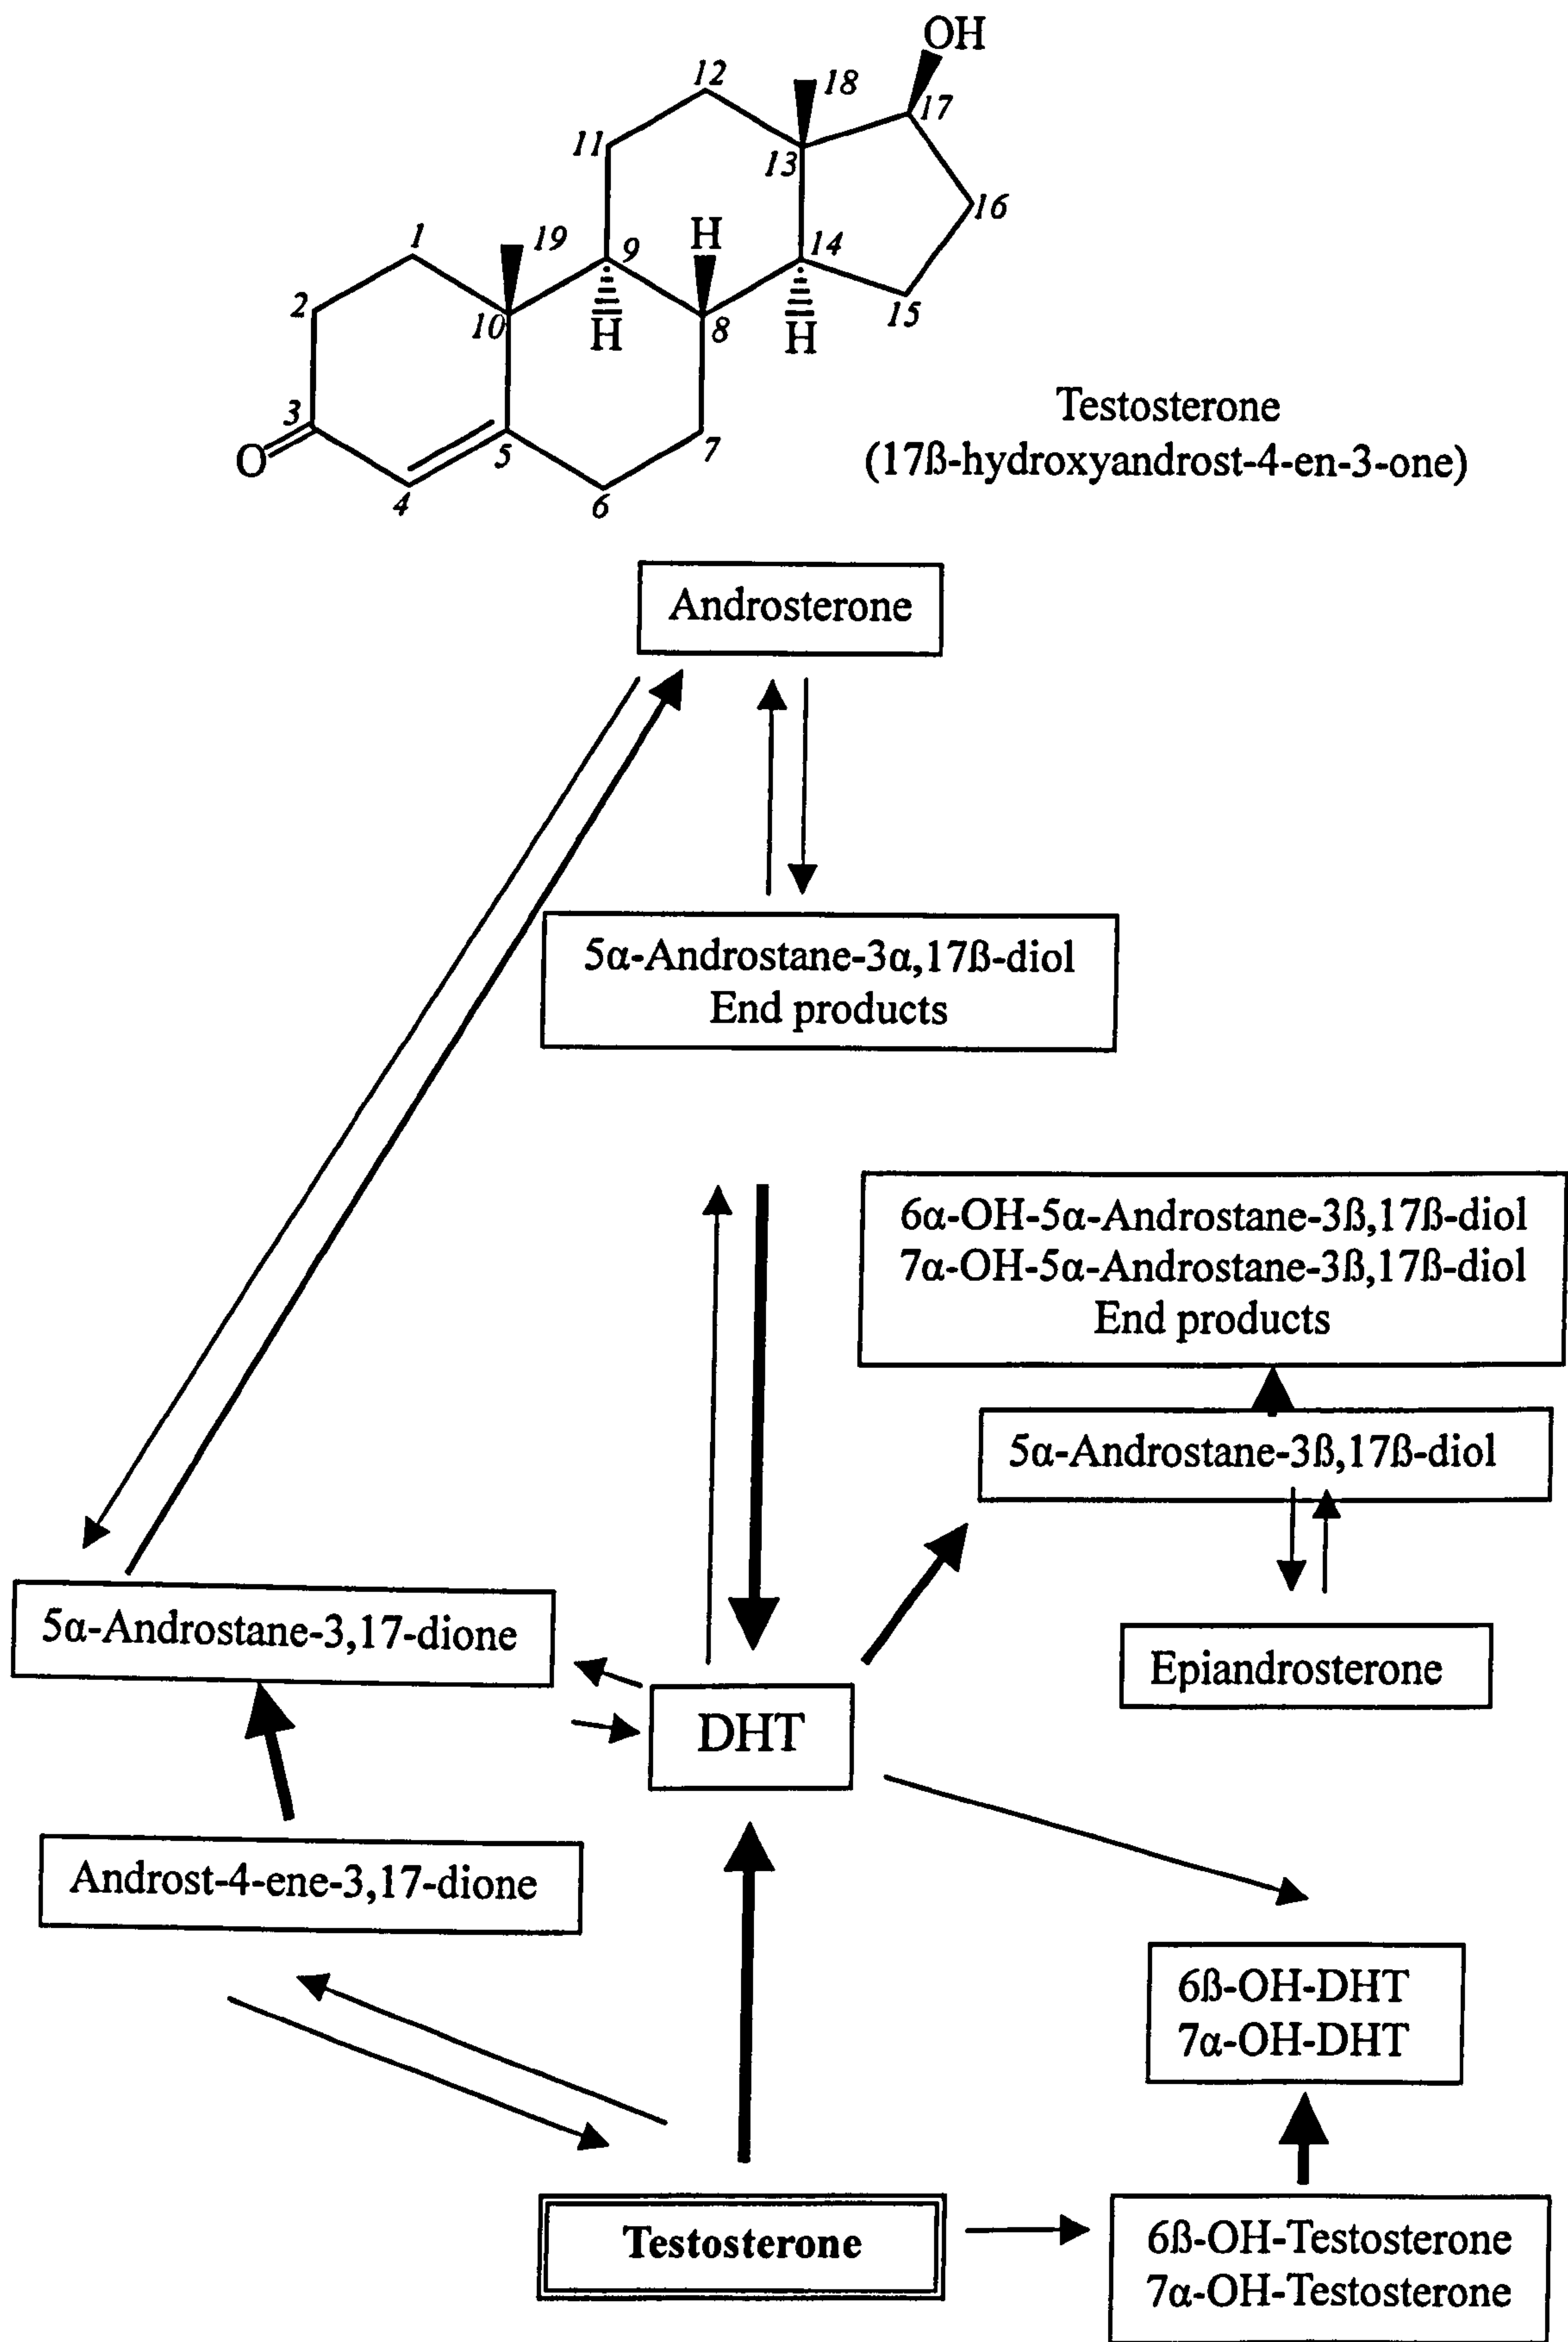 OH
12
18
17
11
13
16
1
19
9
H
14
2
10
H
8
H
15
3
O
5
7
4
6
Testosterone
(17ß-hydroxyandrost-4-en-3-one)
Androsterone
5α-Androstane-3α,17ß-diol
End products
6α-OH-5α-Androstane-3ß,17ß-diol
7α-OH-5α-Androstane-3ß,17ß-diol
End products
5α-Androstane-3ß,17ß-diol
5α-Androstane-3,17-dione
Epiandrosterone
DHT
Androst-4-ene-3,17-dione
6ß-OH-DHT
7α-OH-DHT
Testosterone
6ß-OH-Testosterone
7α-OH-Testosterone